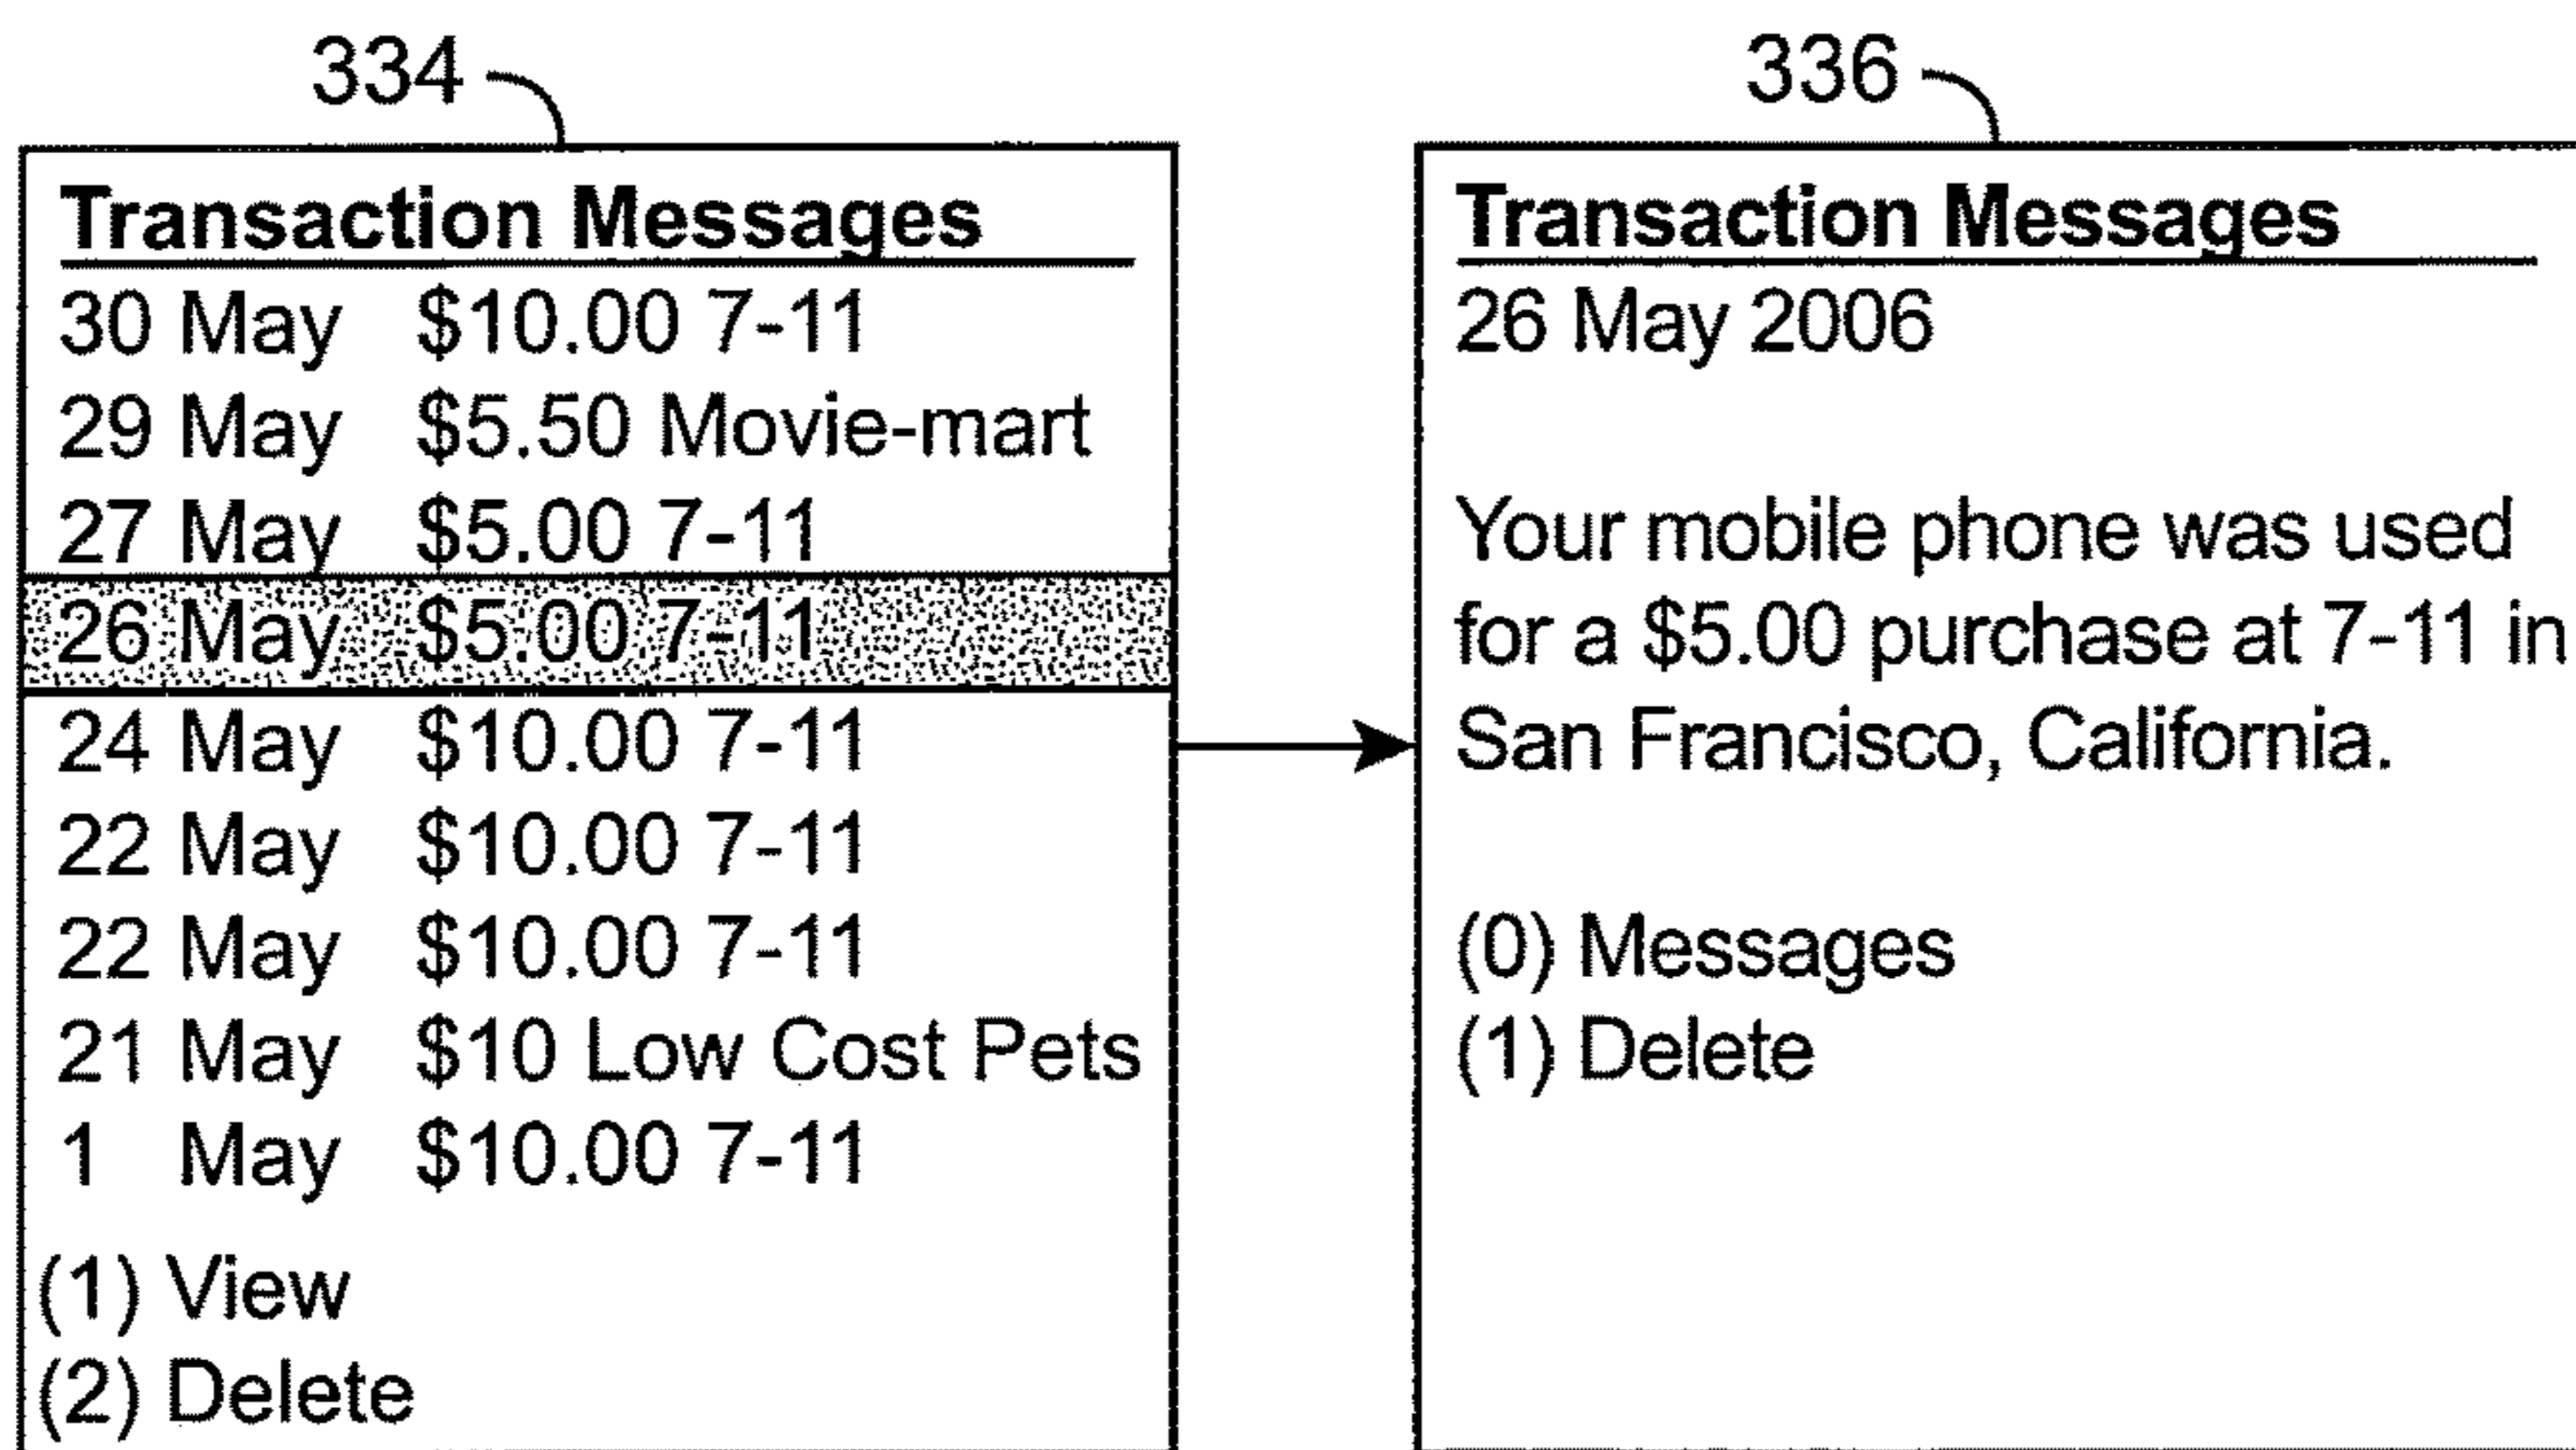 334
Transaction Messages
30 May $10.00 7-11
29 May $5.50 Movie-mart
27 May $5.00 7-11
26 May $5.00 7-11
24 May $10.00 7-11
22 May $10.00 7-11
22 May $10.00 7-11
21 May $10 Low Cost Pets
1 May $10.00 7-11
(1) View
(2) Delete
336
Transaction Messages
26 May 2006
Your mobile phone was used
for a $5.00 purchase at 7-11 in
San Francisco, California.
(0) Messages
(1) Delete